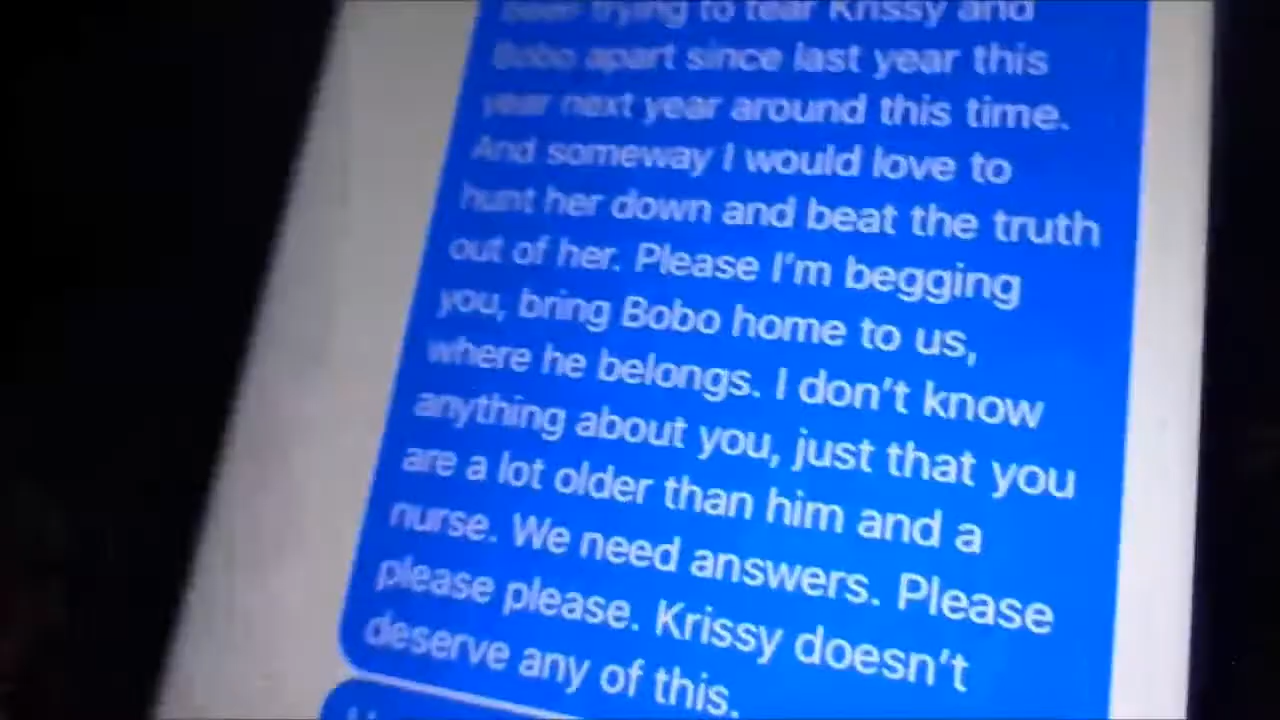 been trying to tear Krissy and
Bobo apart since last year this
year next year around this time.
And someway I would love to
hunt her down and beat the truth
out of her. Please I'm begging
you, bring Bobo home to us,
where he belongs. I don't know
anything about you, just that you
are a lot older than him and a
nurse. We need answers. Please
please please. Krissy doesn't
deserve any of this.